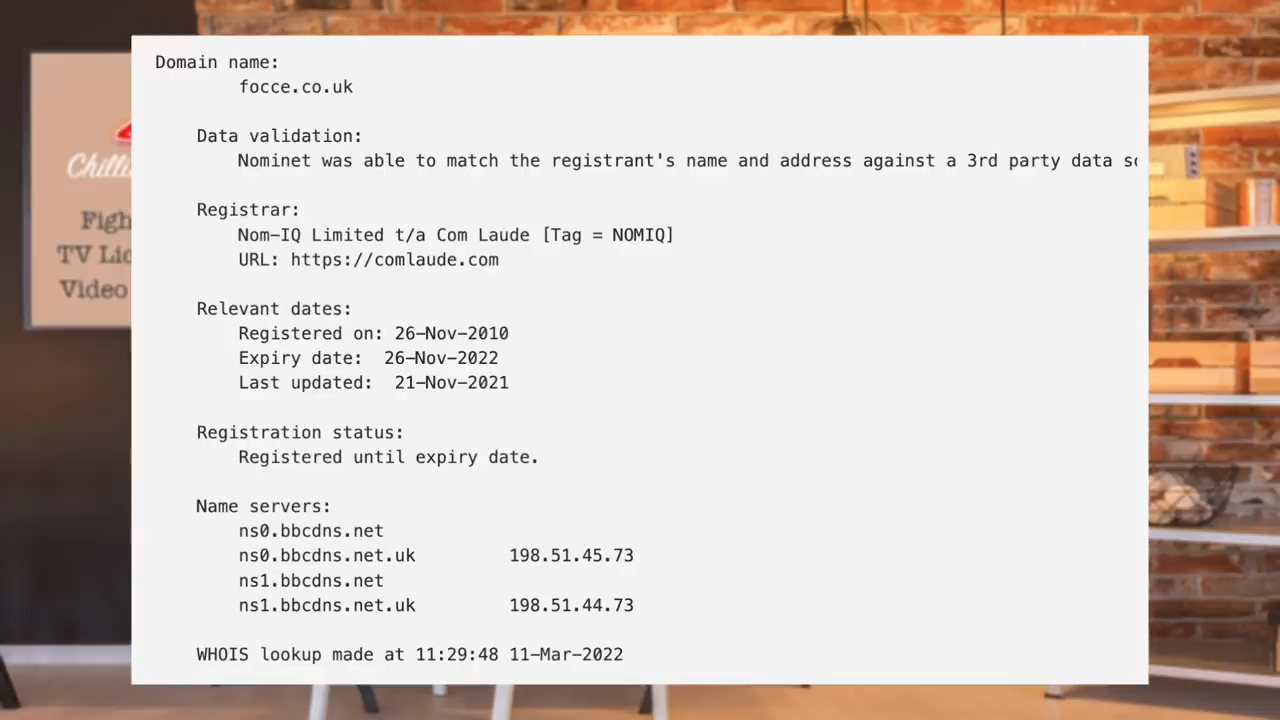 Domain name:
focce.co.uk
Data validation:
Nominet was able to match the registrant's name and address against a 3rd party data
Registrar:
Nom-IQ Limited t/a Com Laude [Tag = NOMIQ]
URL: https://comlaude.com
Relevant dates:
Registered on: 26-Nov-2010
Expiry date: 26-Nov-2022
Last updated: 21-Nov-2021
Registration status:
Registered until expiry date.
Name servers:
ns0.bbcdns.net
ns0.bbcdns.net.uk 198.51.45.73
ns1.bbcdns.net
ns1.bbcdns.net.uk 198.51.44.73
WHOIS lookup made at 11:29:48 11-Mar-2022
TV
Video